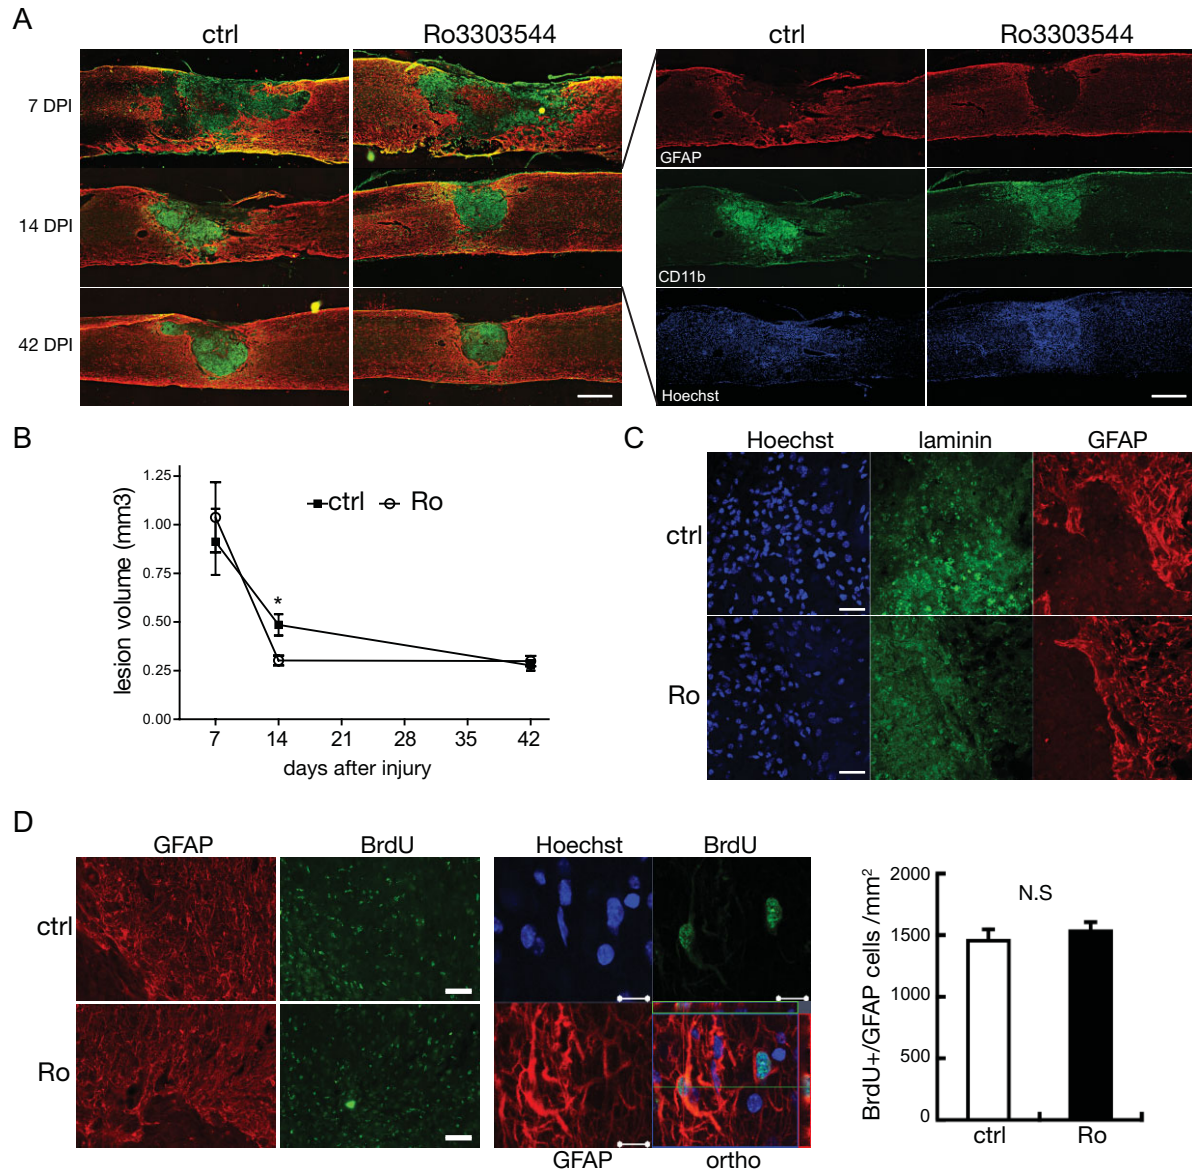 A
ctrl
Ro3303544
ctrl
Ro3303544
7 DPI
14 DPI
42 DPI
GFAP
CD11b
Hoechst
B
lesion volume (mm3)
1.25
1.00
0.75
0.50
0.25
0.00
ctrl
Ro
*
7
14
21
28
35
42
days after injury
C
Hoechst
laminin
GFAP
ctrl
Ro
D
GFAP
BrdU
Hoechst
BrdU
ctrl
Ro
GFAP
ortho
BrdU+/GFAP cells /mm²
2000
1500
1000
500
0
N.S
ctrl
Ro